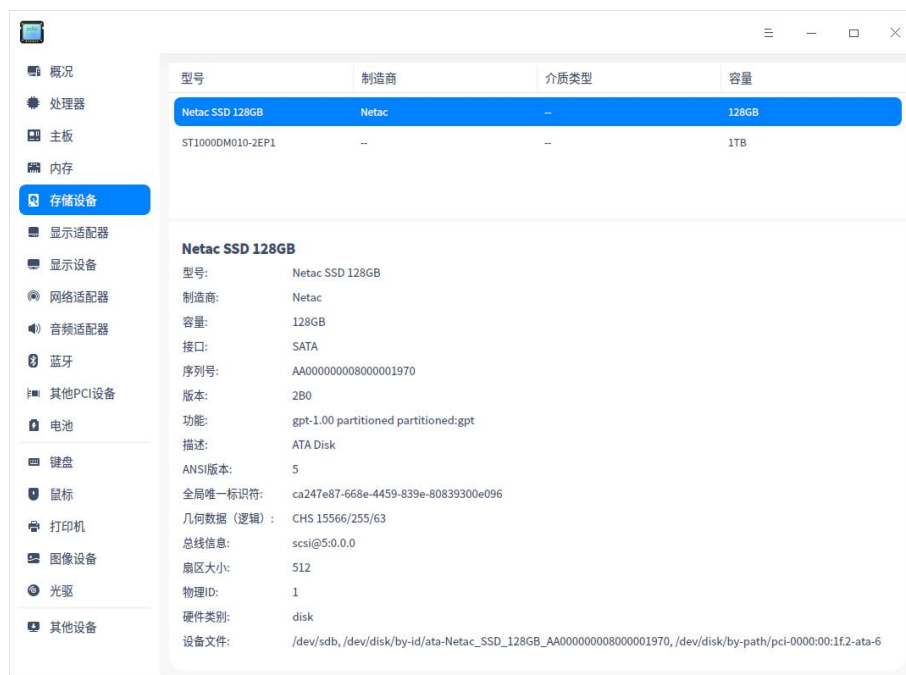 概况
处理器
主板
内存
存储设备
显示适配器
显示设备
网络适配器
音频适配器
蓝牙
其他PCI设备
电池
键盘
鼠标
打印机
图像设备
光驱
其他设备
型号 制造商 介质类型 容量
Netac SSD 128GB Netac -- 128GB
ST1000DM010-2EP1 -- -- 1TB
Netac SSD 128GB
型号: Netac SSD 128GB
制造商: Netac
容量: 128GB
接口: SATA
序列号: AA000000008000001970
版本: 2B0
功能: gpt-1.00 partitioned partitioned:gpt
描述: ATA Disk
ANSI版本: 5
全局唯一标识符: ca247e87-668e-4459-839e-80839300e096
几何数据（逻辑）: CHS 15566/255/63
总线信息: scsi@5:0.0.0
扇区大小: 512
物理ID: 1
硬件类别: disk
设备文件: /dev/sdb, /dev/disk/by-id/ata-Netac_SSD_128GB_AA000000008000001970, /dev/disk/by-path/pci-0000:00:1f.2-ata-6